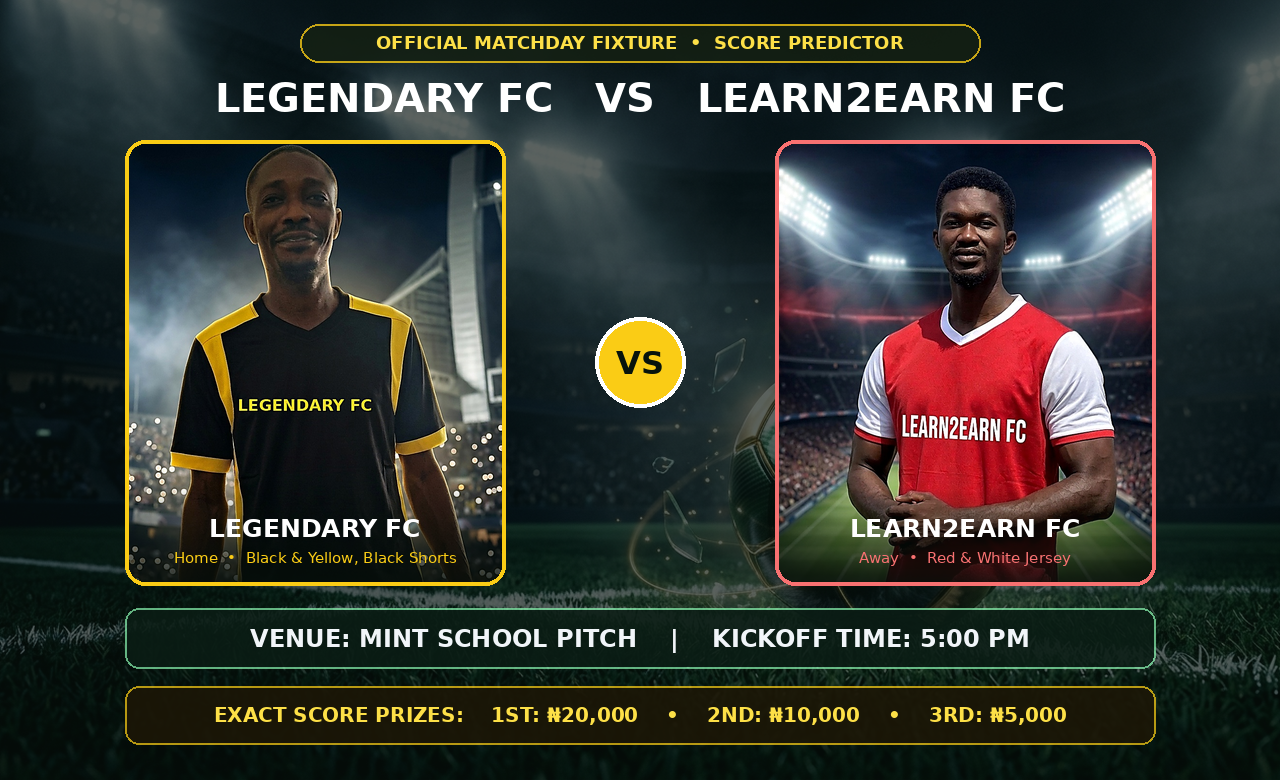 OFFICIAL MATCHDAY FIXTURE • SCORE PREDICTOR
LEGENDARY FC VS LEARN2EARN FC
LEGENDARY FC
VS
LEARN2EARN FC
LEGENDARY FC
Home • Black & Yellow, Black Shorts
LEARN2EARN FC
Away • Red & White Jersey
VENUE: MINT SCHOOL PITCH | KICKOFF TIME: 5:00 PM
EXACT SCORE PRIZES: 1ST: ₦20,000 • 2ND: ₦10,000 • 3RD: ₦5,000